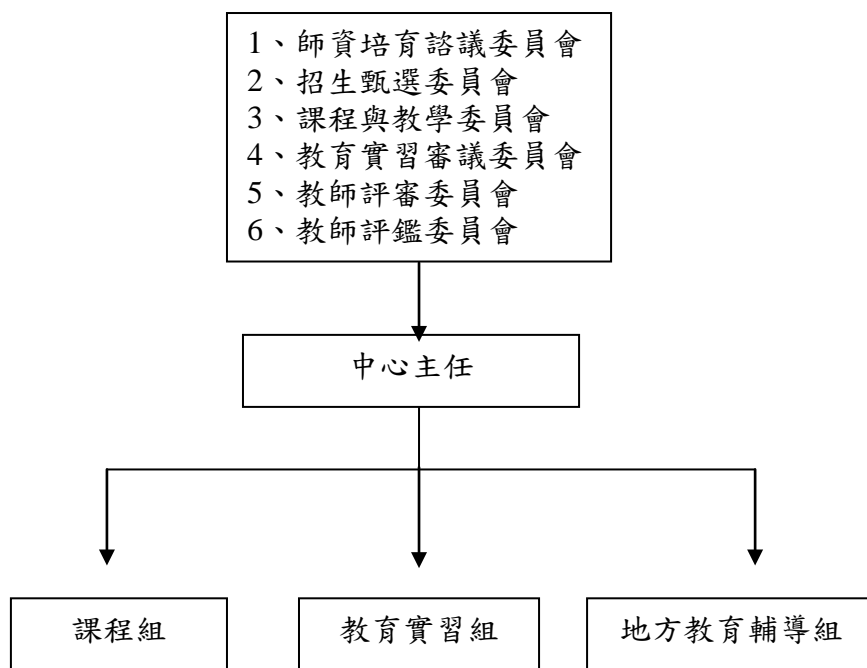 1、師資培育諮議委員會
2、招生甄選委員會
3、課程與教學委員會
4、教育實習審議委員會
5、教師評審委員會
6、教師評鑑委員會
中心主任
課程組
教育實習組
地方教育輔導組